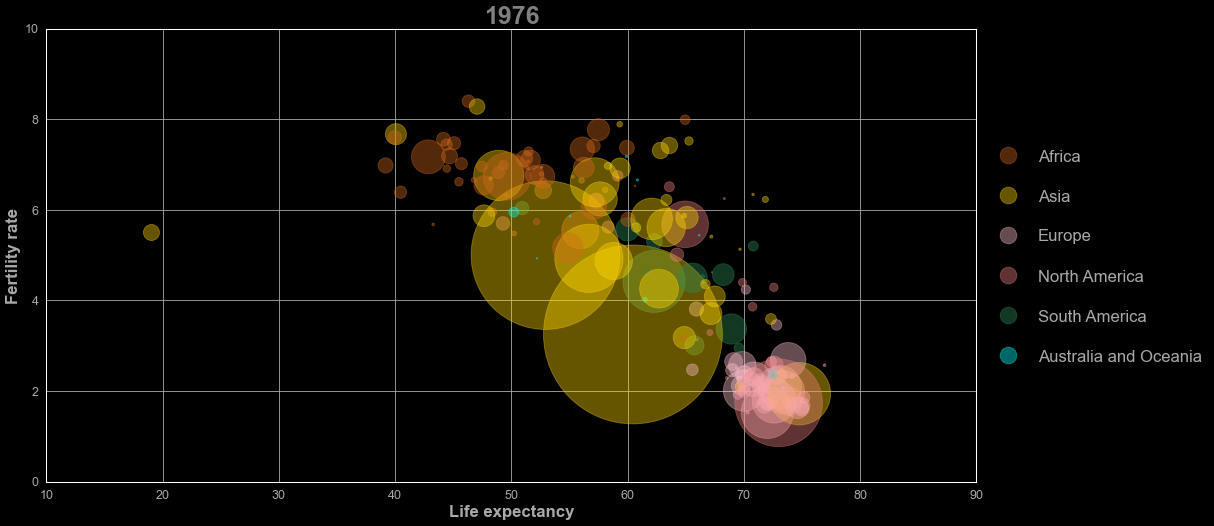 1976
10
8
6
4
2
0
Fertility rate
10 20 30 40 50 60 70 80 90
Life expectancy
Africa
Asia
Europe
North America
South America
Australia and Oceania